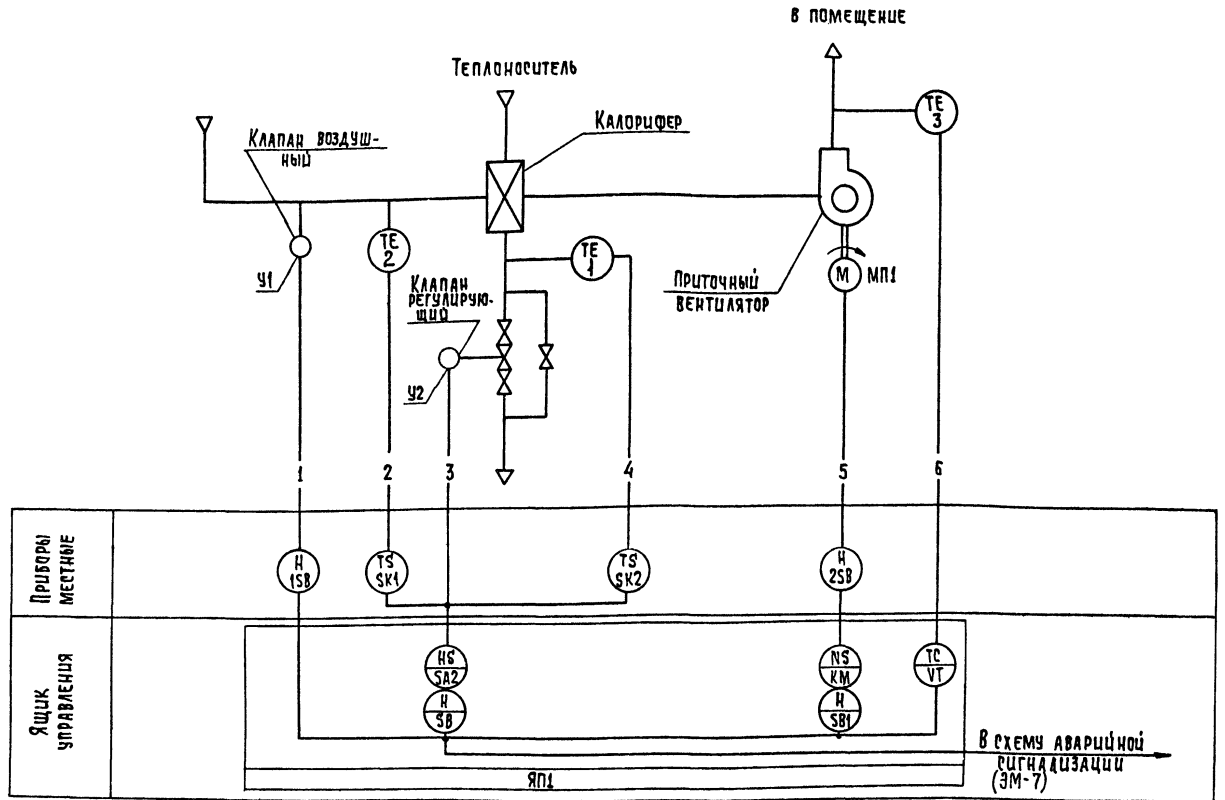 В ПОМЕЩЕНИЕ
ТЕПЛОНОСИТЕЛЬ
КАЛОРИФЕР
КЛАПАН ВОЗДУШ-
НЫЙ
TE
3
TE
2
TE
1
У1
КЛАПАН
РЕГУЛИРУЮ-
ЩИЙ
ПРИТОЧНЫЙ
ВЕНТИЛЯТОР
М
МП1
У2
1
2
3
4
5
6
ПРИБОРЫ
МЕСТНЫЕ
H
1SB
TS
SK1
TS
SK2
H
2SB
ЯЩИК
УПРАВЛЕНИЯ
HS
SA2
H
SB
NS
KM
H
SB1
TC
VT
В СХЕМУ АВАРИЙНОЙ
СИГНАЛИЗАЦИИ
(ЭМ-7)
ЯП1